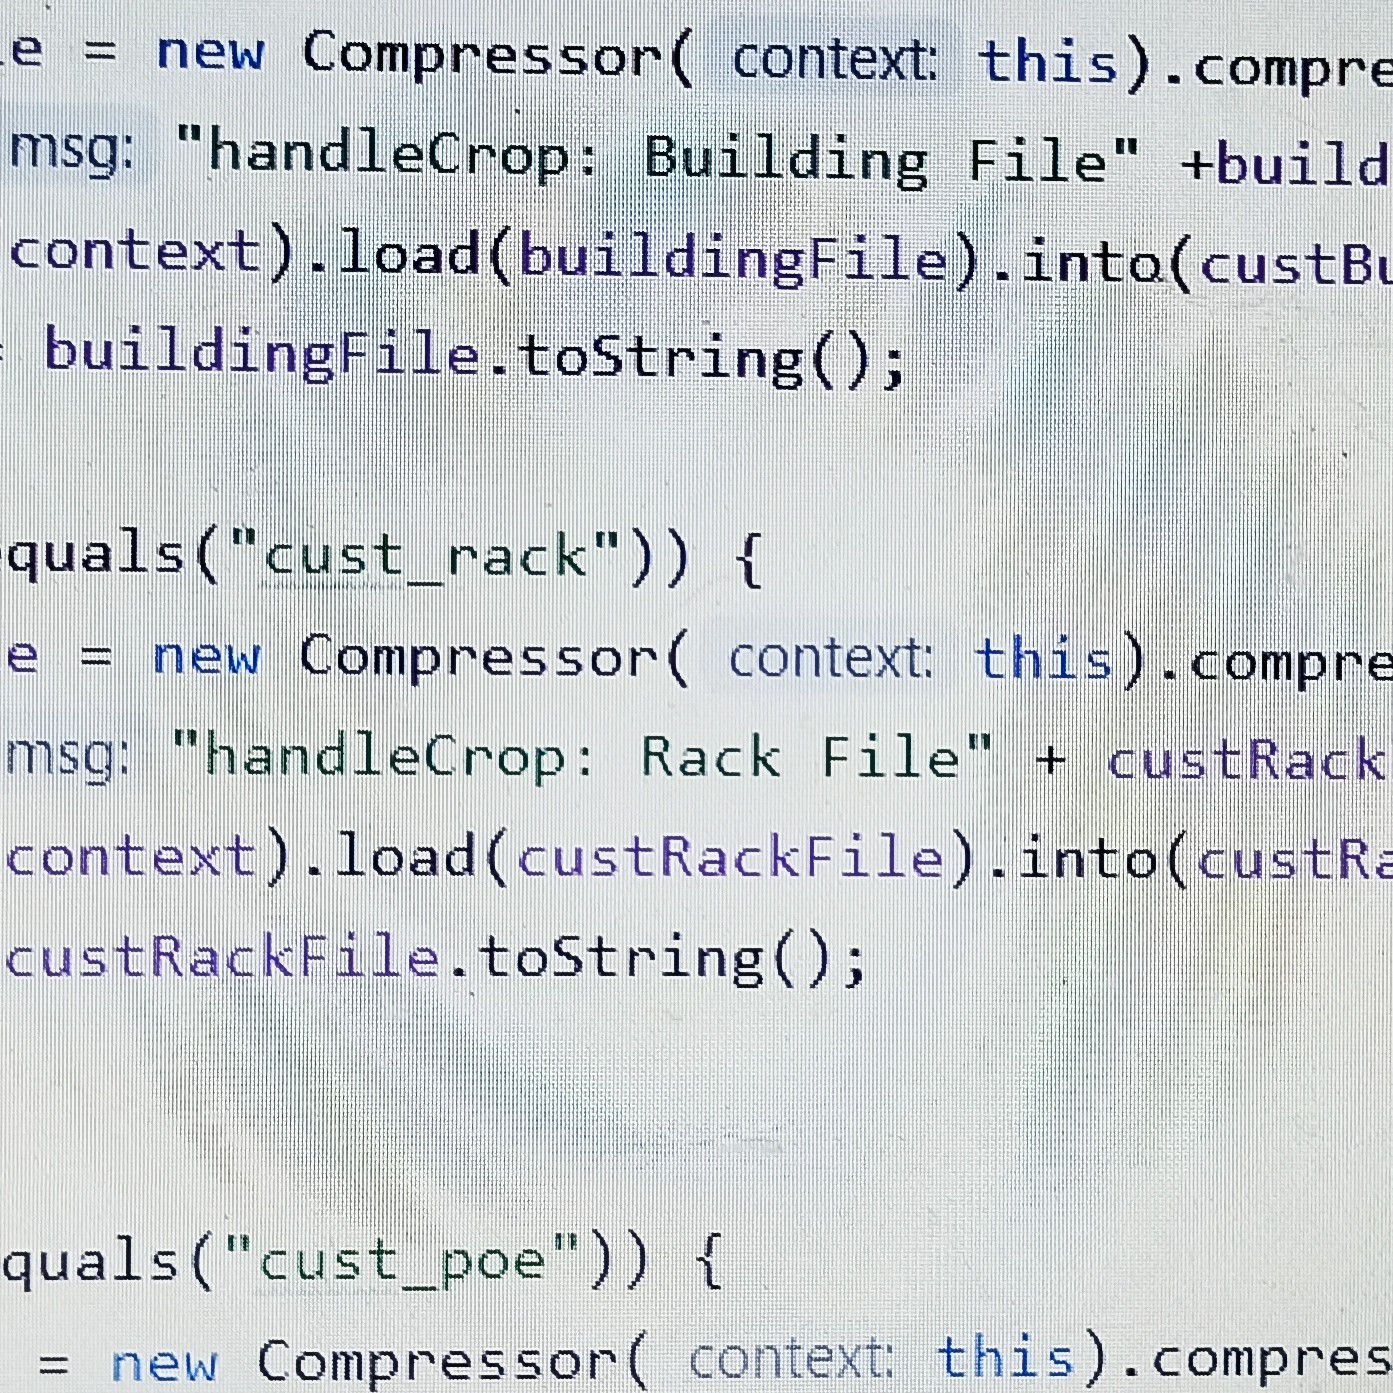 e = new Compressor( context: this).compre
msg: "handleCrop: Building File" +build
context).load(buildingFile).into(custBu
= buildingFile.toString();
equals("cust_rack")) {
e = new Compressor( context: this).compre
msg: "handleCrop: Rack File" + custRack
context).load(custRackFile).into(custRa
custRackFile.toString();
quals("cust_poe")) {
= new Compressor( context: this).compres